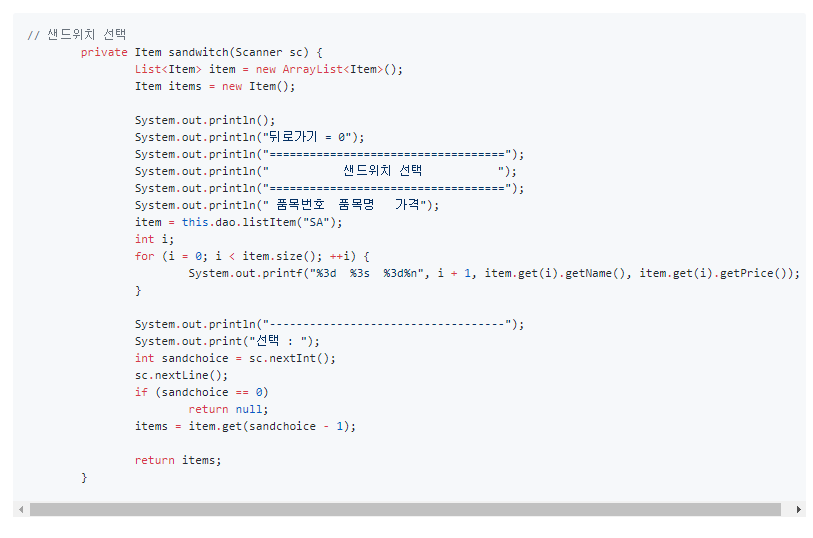 // 샌드위치 선택
private Item sandwitch(Scanner sc) {
List<Item> item = new ArrayList<Item>();
Item items = new Item();
System.out.println();
System.out.println("뒤로가기 = 0");
System.out.println("===================================");
System.out.println("           샌드위치 선택           ");
System.out.println("===================================");
System.out.println(" 품목번호  품목명   가격");
item = this.dao.listItem("SA");
int i;
for (i = 0; i < item.size(); ++i) {
System.out.printf("%3d  %3s  %3d%n", i + 1, item.get(i).getName(), item.get(i).getPrice());
}
System.out.println("-----------------------------------");
System.out.print("선택 : ");
int sandchoice = sc.nextInt();
sc.nextLine();
if (sandchoice == 0)
return null;
items = item.get(sandchoice - 1);
return items;
}